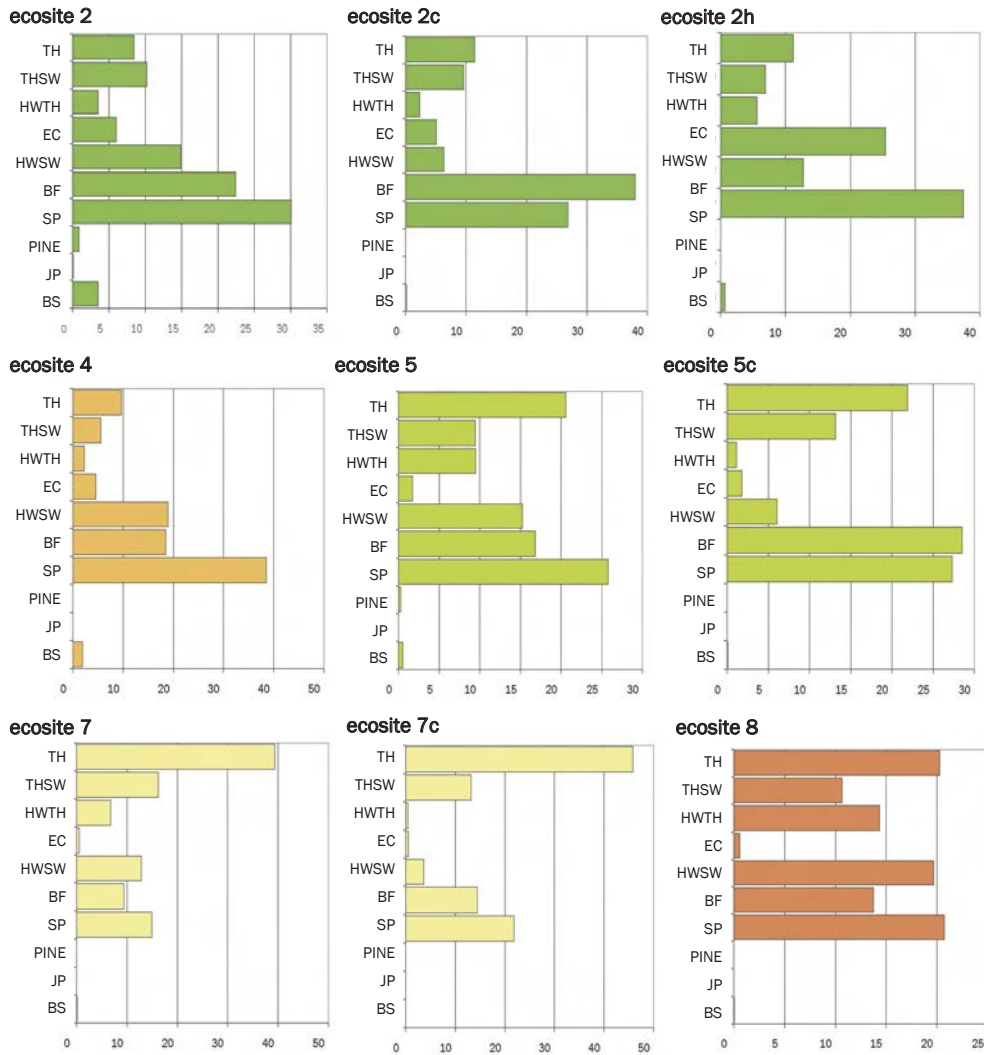 ecosite 2
TH
THSW
HWTH
EC
HWSW
BF
SP
PINE
JP
BS
0 5 10 15 20 25 30 35
ecosite 2c
TH
THSW
HWTH
EC
HWSW
BF
SP
PINE
JP
BS
0 10 20 30 40
ecosite 2h
TH
THSW
HWTH
EC
HWSW
BF
SP
PINE
JP
BS
0 10 20 30 40
ecosite 4
TH
THSW
HWTH
EC
HWSW
BF
SP
PINE
JP
BS
0 10 20 30 40 50
ecosite 5
TH
THSW
HWTH
EC
HWSW
BF
SP
PINE
JP
BS
0 5 10 15 20 25 30
ecosite 5c
TH
THSW
HWTH
EC
HWSW
BF
SP
PINE
JP
BS
0 5 10 15 20 25 30
ecosite 7
TH
THSW
HWTH
EC
HWSW
BF
SP
PINE
JP
BS
0 10 20 30 40 50
ecosite 7c
TH
THSW
HWTH
EC
HWSW
BF
SP
PINE
JP
BS
0 10 20 30 40 50
ecosite 8
TH
THSW
HWTH
EC
HWSW
BF
SP
PINE
JP
BS
0 5 10 15 20 25